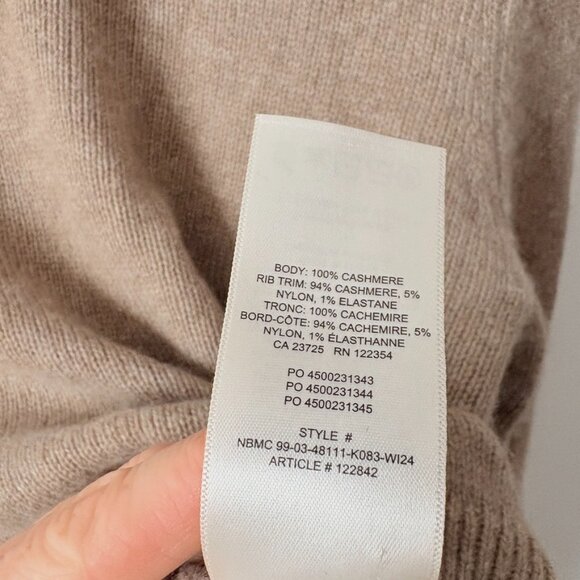 BODY: 100% CASHMERE
RIB TRIM: 94% CASHMERE, 5%
NYLON, 1% ELASTANE
TRONC: 100% CACHEMIRE
BORD-CÔTE: 94% CACHEMIRE, 5%
NYLON, 1% ÉLASTHANNE
CA 23725 RN 122354
PO 4500231343
PO 4500231344
PO 4500231345
STYLE #
NBMC 99-03-48111-K083-WI24
ARTICLE # 122842